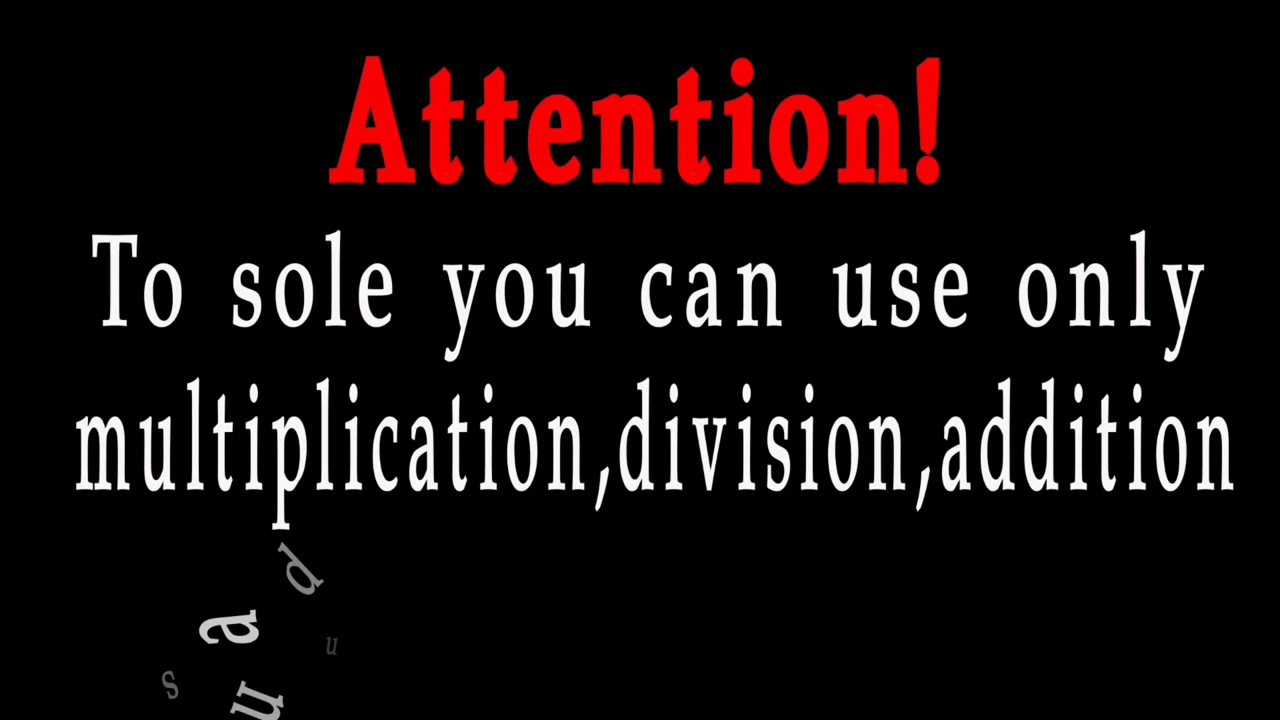 Attention!
To sole you can use only
multiplication,division,addition